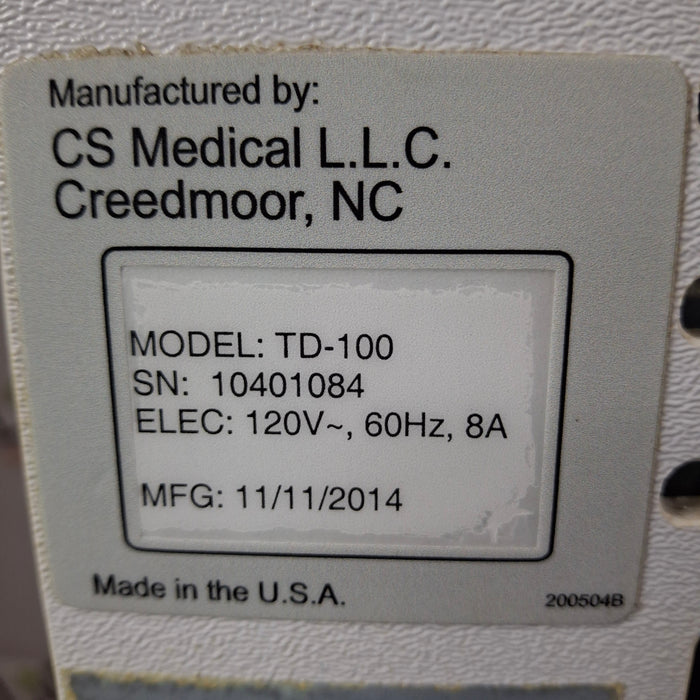 Manufactured by:
CS Medical L.L.C.
Creedmoor, NC
MODEL: TD-100
SN: 10401084
ELEC: 120V~, 60Hz, 8A
MFG: 11/11/2014
Made in the U.S.A.
200504B